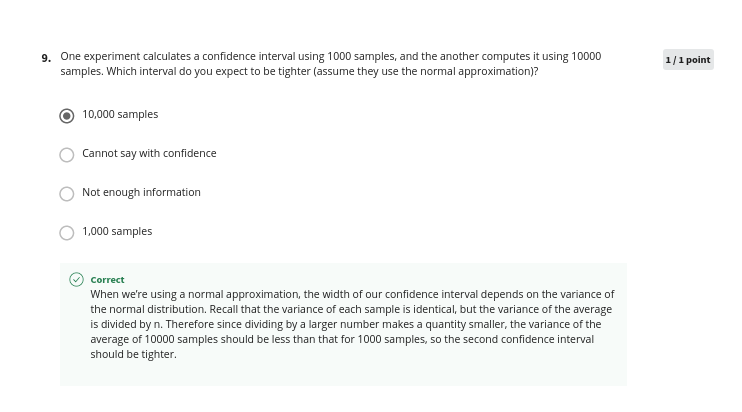 9. One experiment calculates a confidence interval using 1000 samples, and the another computes it using 10000
samples. Which interval do you expect to be tighter (assume they use the normal approximation)?
1 / 1 point
10,000 samples
Cannot say with confidence
Not enough information
1,000 samples
Correct
When we're using a normal approximation, the width of our confidence interval depends on the variance of
the normal distribution. Recall that the variance of each sample is identical, but the variance of the average
is divided by n. Therefore since dividing by a larger number makes a quantity smaller, the variance of the
average of 10000 samples should be less than that for 1000 samples, so the second confidence interval
should be tighter.